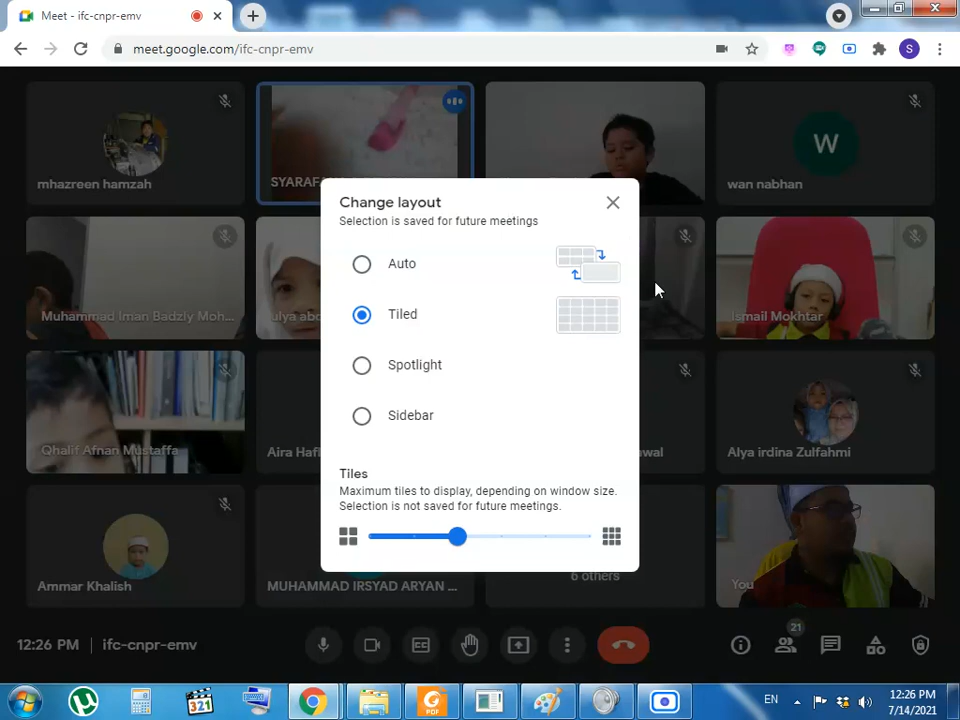 Meet - ifc-cnpr-emv
meet.google.com/ifc-cnpr-emv
S
mhazreen hamzah
W
wan nabhan
Muhammad Iman Badzly Moh...
Ismail Mokhtar
Qhalif Afnan Mustaffa
Aira
Alya irdina Zulfahmi
Ammar Khalish
MUHAMMAD IRSYAD ARYAN ...
6 others
You
Change layout
Selection is saved for future meetings
Auto
Tiled
Spotlight
Sidebar
Tiles
Maximum tiles to display, depending on window size.
Selection is not saved for future meetings.
12:26 PM | ifc-cnpr-emv
CC
21
321
PDF
EN
12:26 PM
7/14/2021